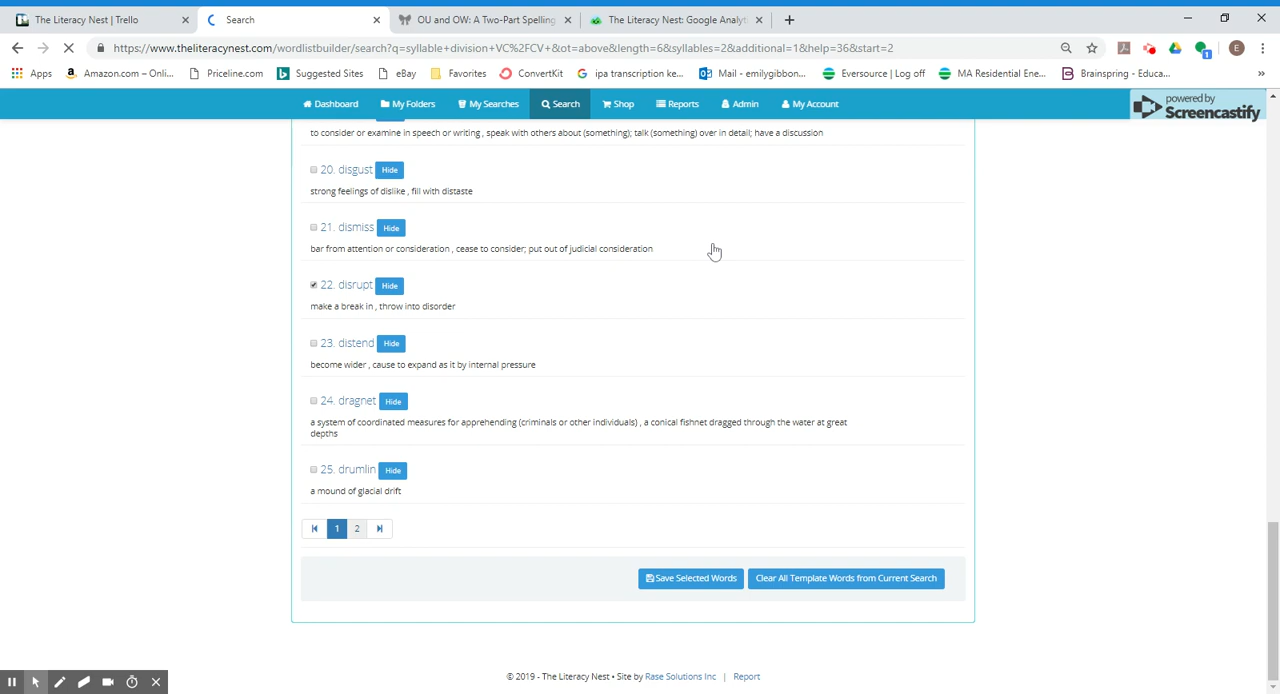 The Literacy Nest | Trello
Search
OU and OW: A Two-Part Spelling
The Literacy Nest: Google Analyti
https://www.theliteracynest.com/wordlistbuilder/search?q=syllable+division+VC%2FCV+&ot=above&length=6&syllables=2&additional=1&help=36&start=2
E
Apps
Amazon.com – Onli...
Priceline.com
Suggested Sites
eBay
Favorites
ConvertKit
ipa transcription ke...
Mail - emilygibbon...
Eversource | Log off
MA Residential Ene...
Brainspring - Educa...
Dashboard
My Folders
My Searches
Search
Shop
Reports
Admin
My Account
powered by
Screencastify
to consider or examine in speech or writing , speak with others about (something); talk (something) over in detail; have a discussion
20. disgust Hide
strong feelings of dislike , fill with distaste
21. dismiss Hide
bar from attention or consideration , cease to consider; put out of judicial consideration
22. disrupt Hide
make a break in , throw into disorder
23. distend Hide
become wider , cause to expand as it by internal pressure
24. dragnet Hide
a system of coordinated measures for apprehending (criminals or other individuals) , a conical fishnet dragged through the water at great
depths
25. drumlin Hide
a mound of glacial drift
1 2
Save Selected Words
Clear All Template Words from Current Search
© 2019 - The Literacy Nest • Site by Rase Solutions Inc | Report